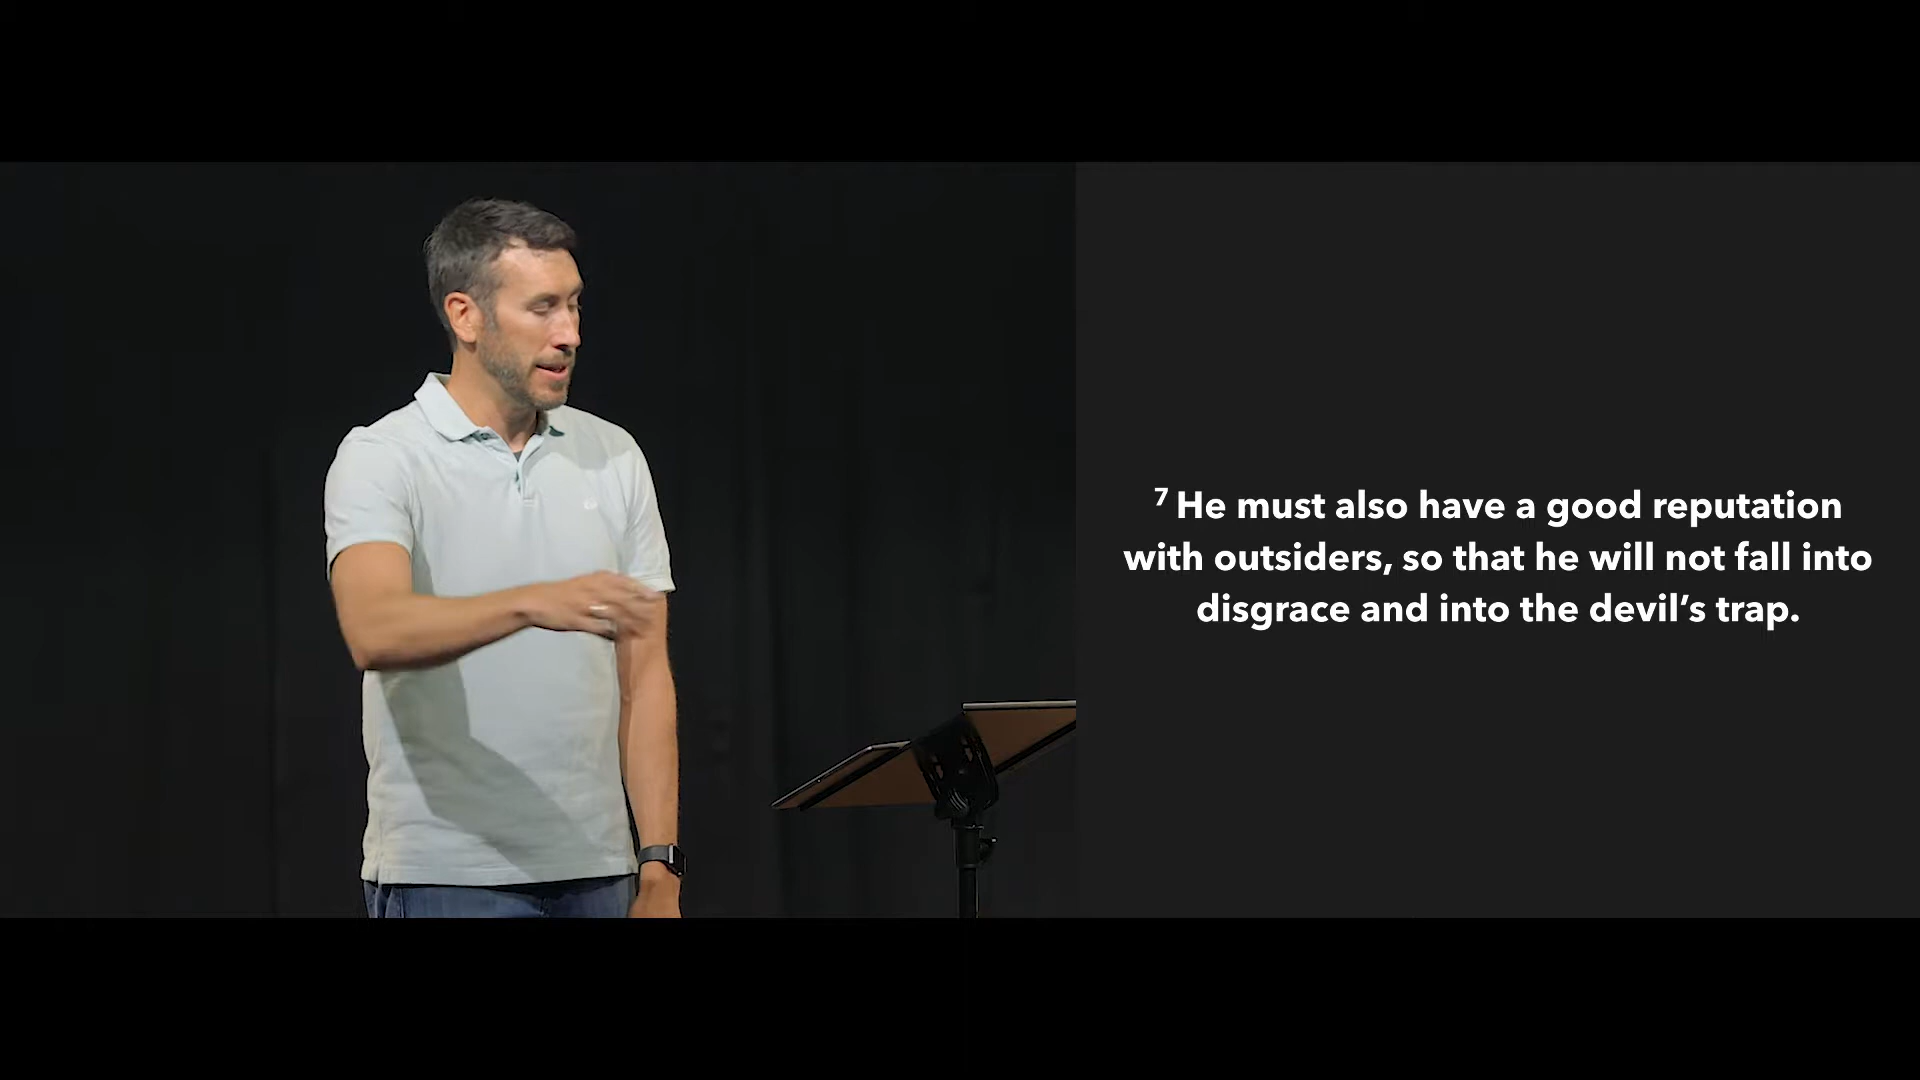 ⁷ He must also have a good reputation
with outsiders, so that he will not fall into
disgrace and into the devil’s trap.